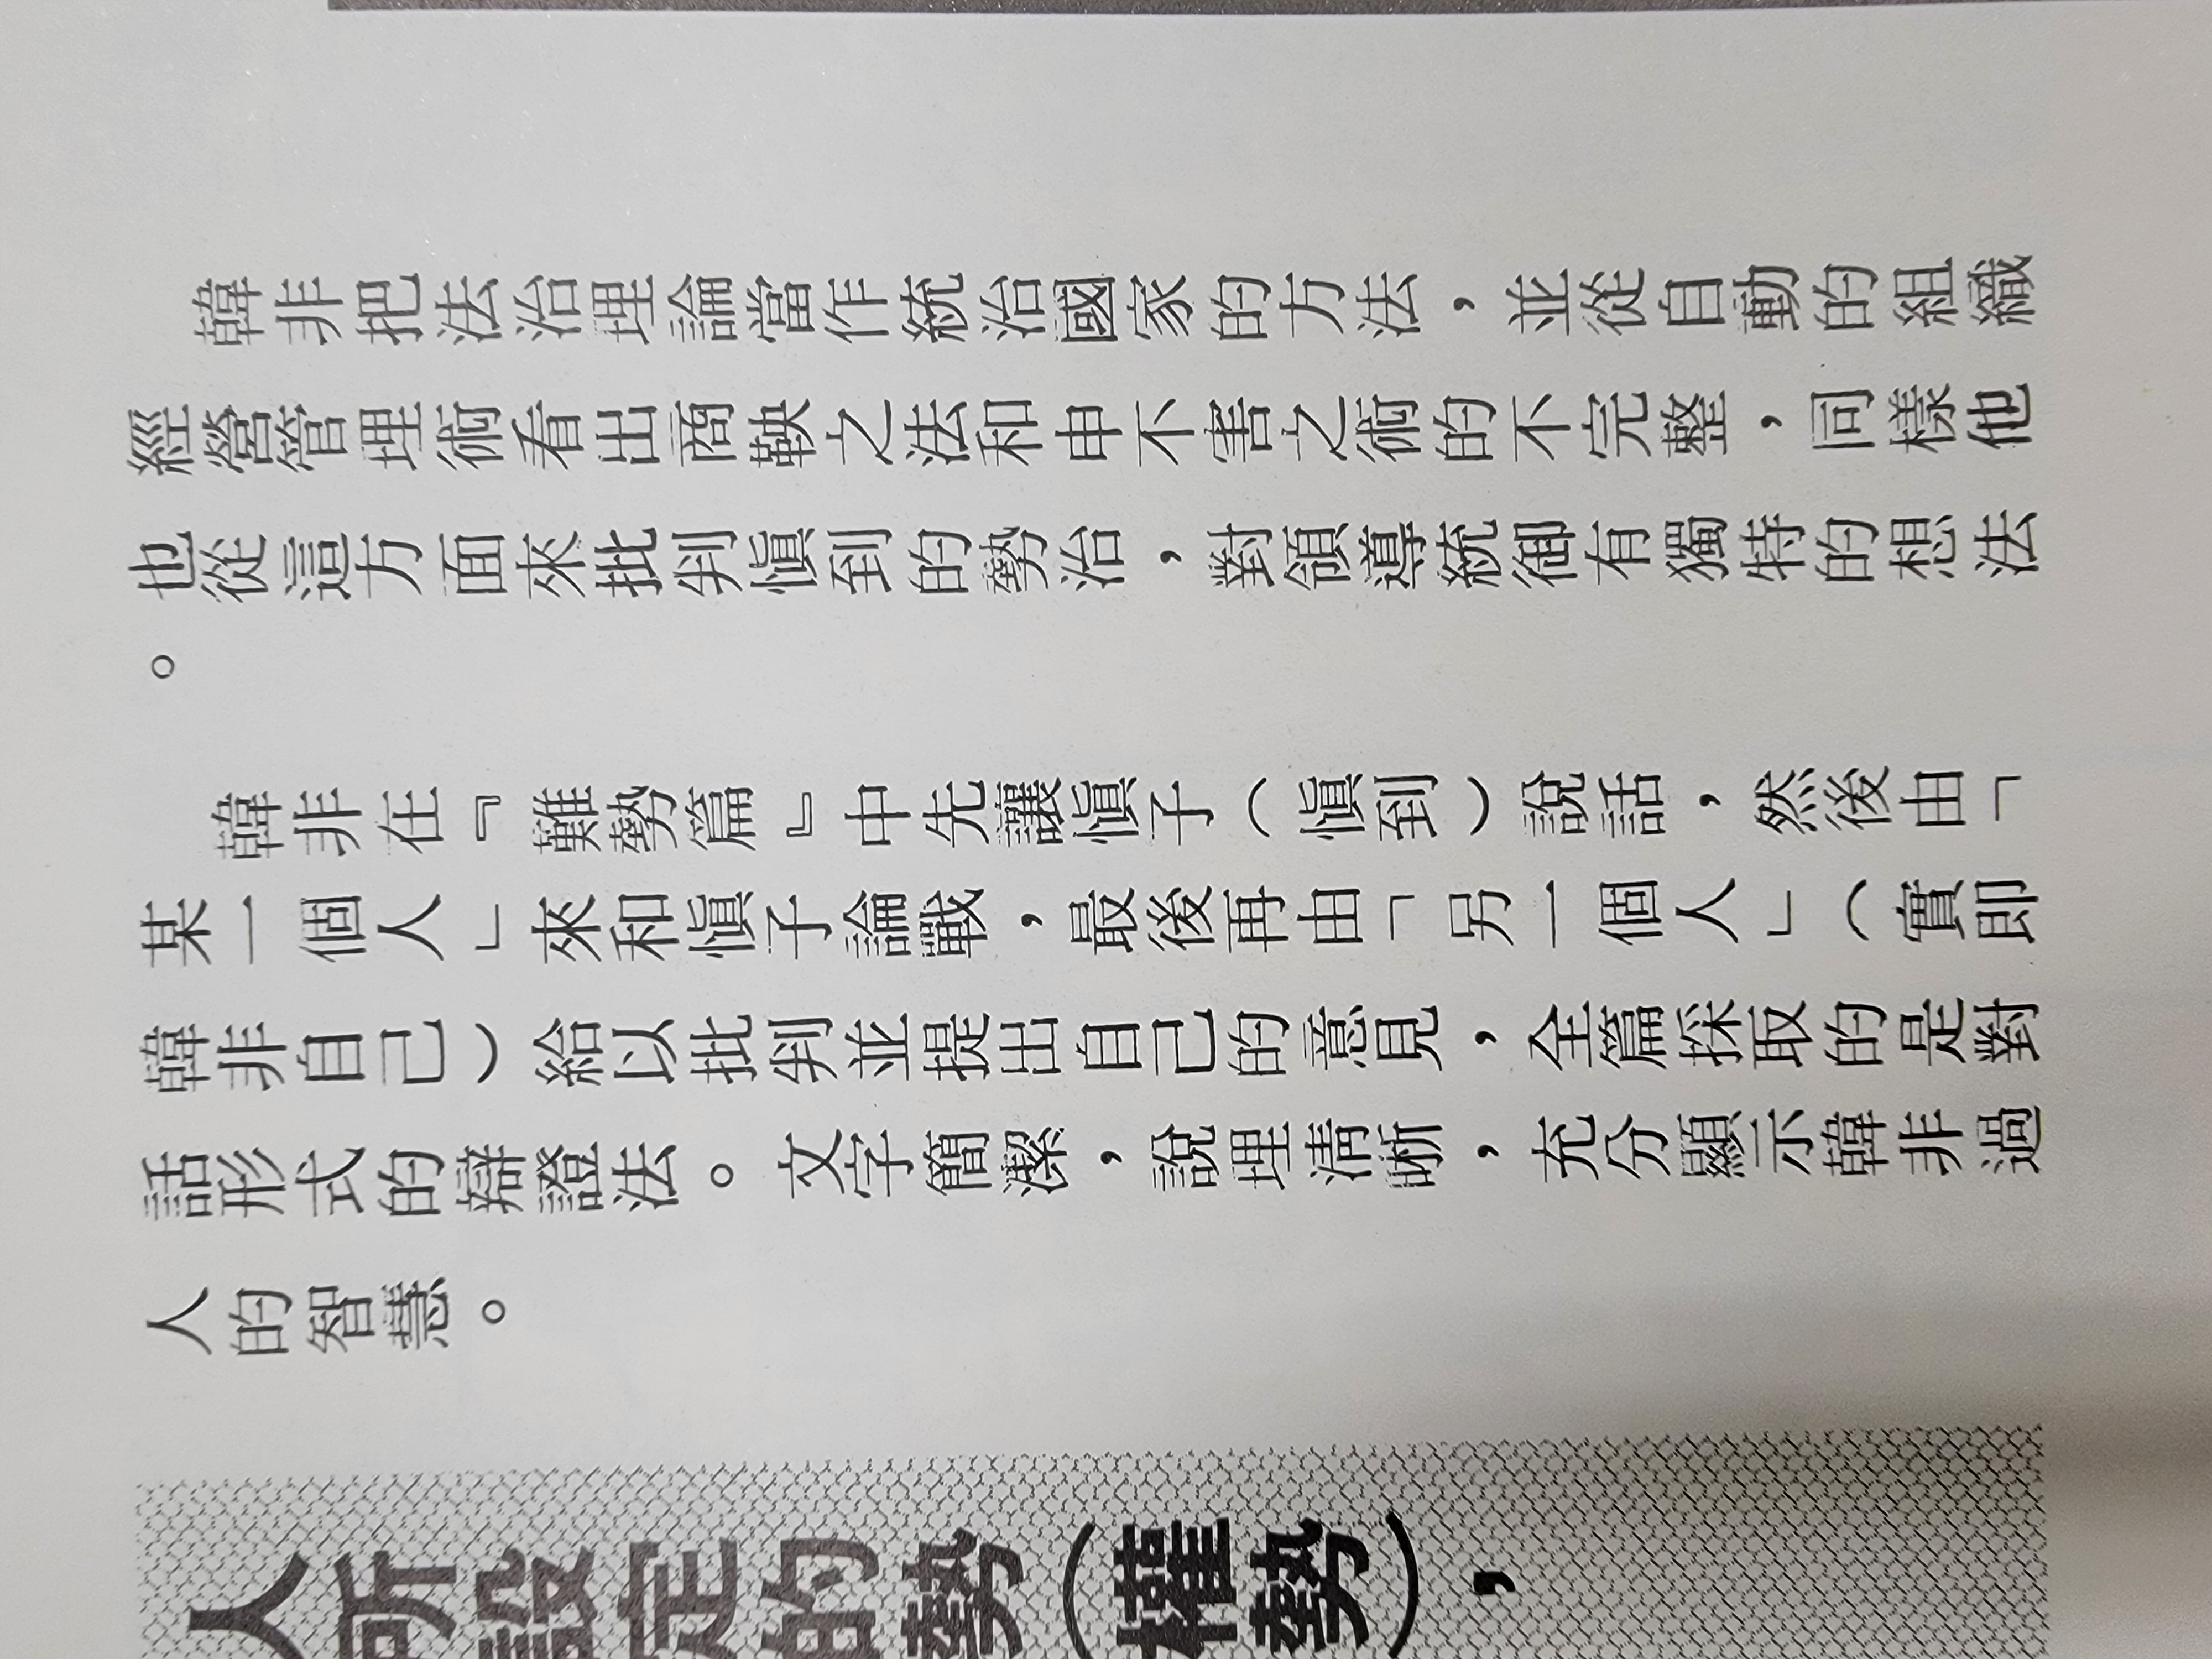 韓非把法治理論當作統治國家的方法，並從自動的組織
經營管理術看出商鞅之法和申不害之術的不完整，同樣他
也從這方面來批判愼到的勢治，對領導統御有獨特的想法
。
韓非在『難勢篇』中先讓愼子（愼到）說話，然後由「
某一個人」來和愼子論戰，最後再由「另一個人」（實即
韓非自己）給以批判並提出自己的意見，全篇採取的是對
話形式的辯證法。文字簡潔，說理清晰，充分顯示韓非過
人的智慧。
人所設定的勢(權勢)，